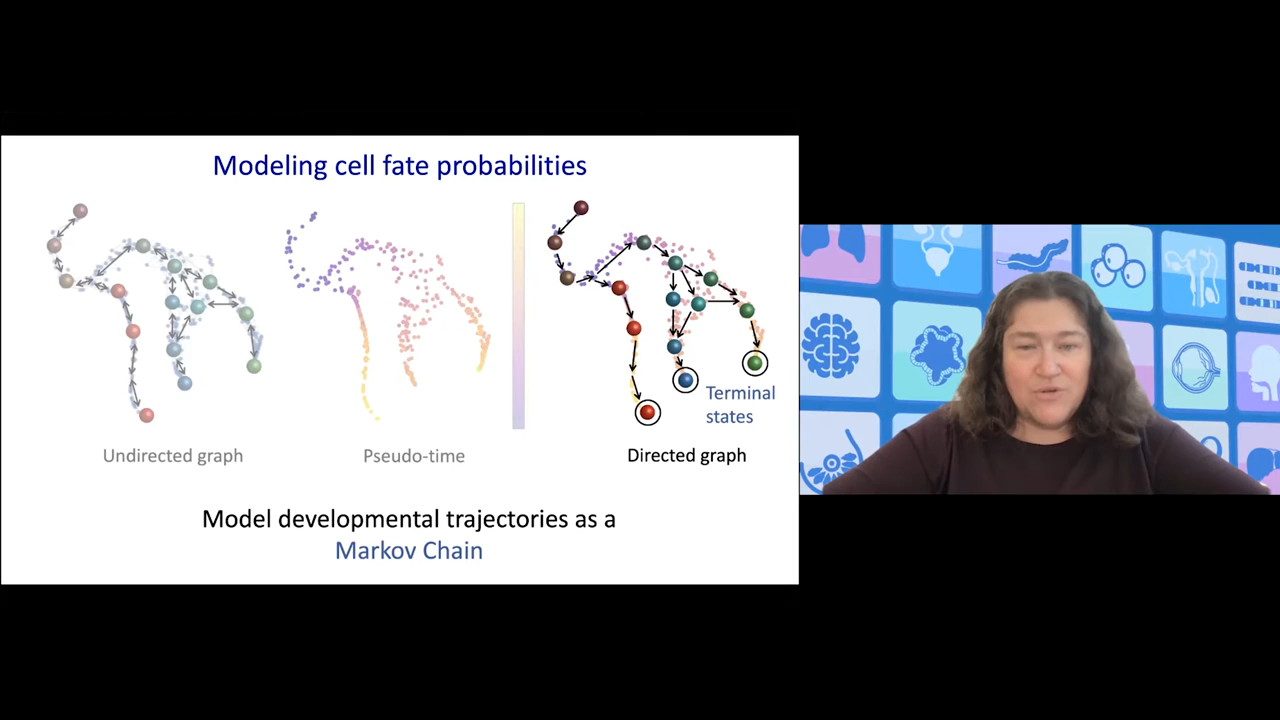 Modeling cell fate probabilities
Terminal
states
Undirected graph
Pseudo-time
Directed graph
Model developmental trajectories as a
Markov Chain